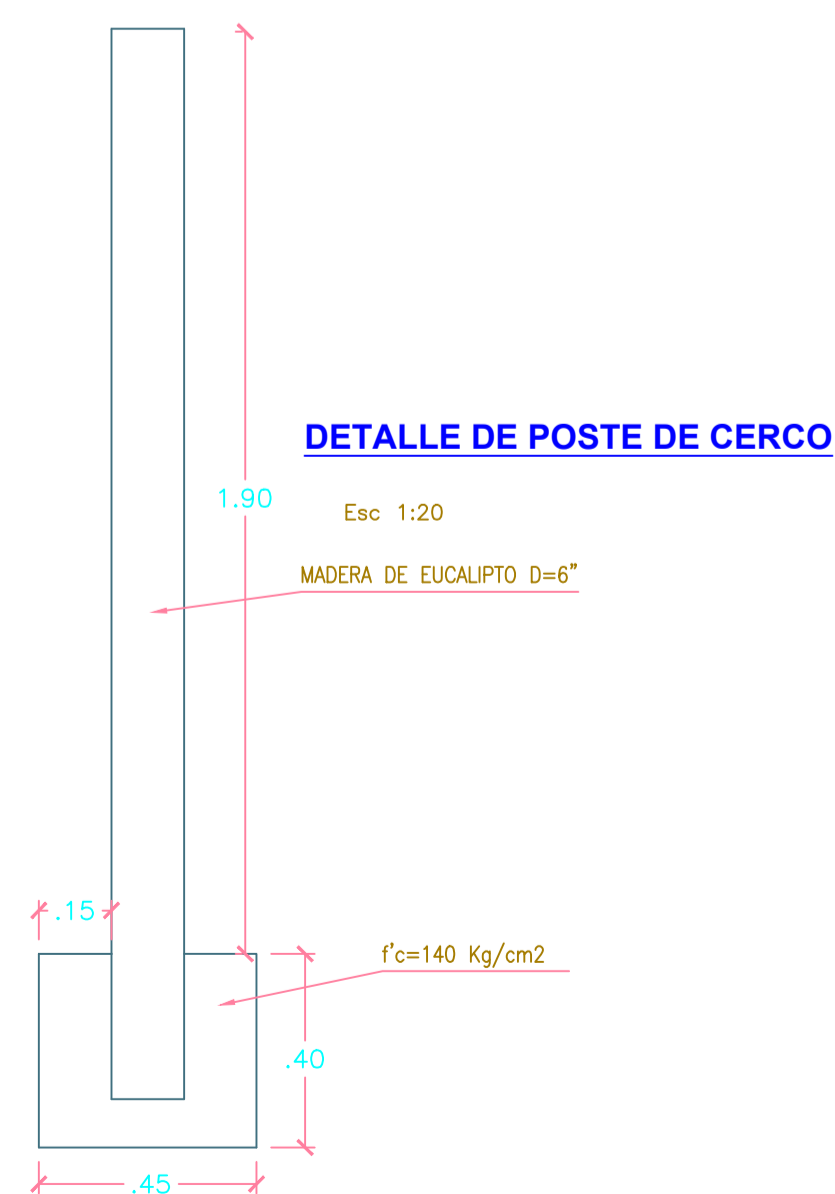 DETALLE DE POSTE DE CERCO
1.90
Esc 1:20
MADERA DE EUCALIPTO D=6"
.15
f'c=140 Kg/cm2
.40
.45